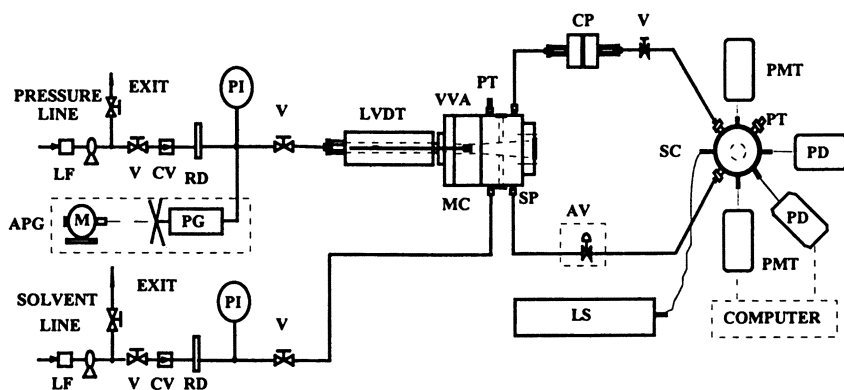 CP
V
PMT
EXIT
PI
PRESSURE
LINE
V
LVDT
VVA
PT
PT
SC
PD
LF
V
CV
RD
MC
SP
AV
PD
APG
M
PG
PMT
SOLVENT
LINE
EXIT
PI
V
LS
COMPUTER
LF
V
CV
RD